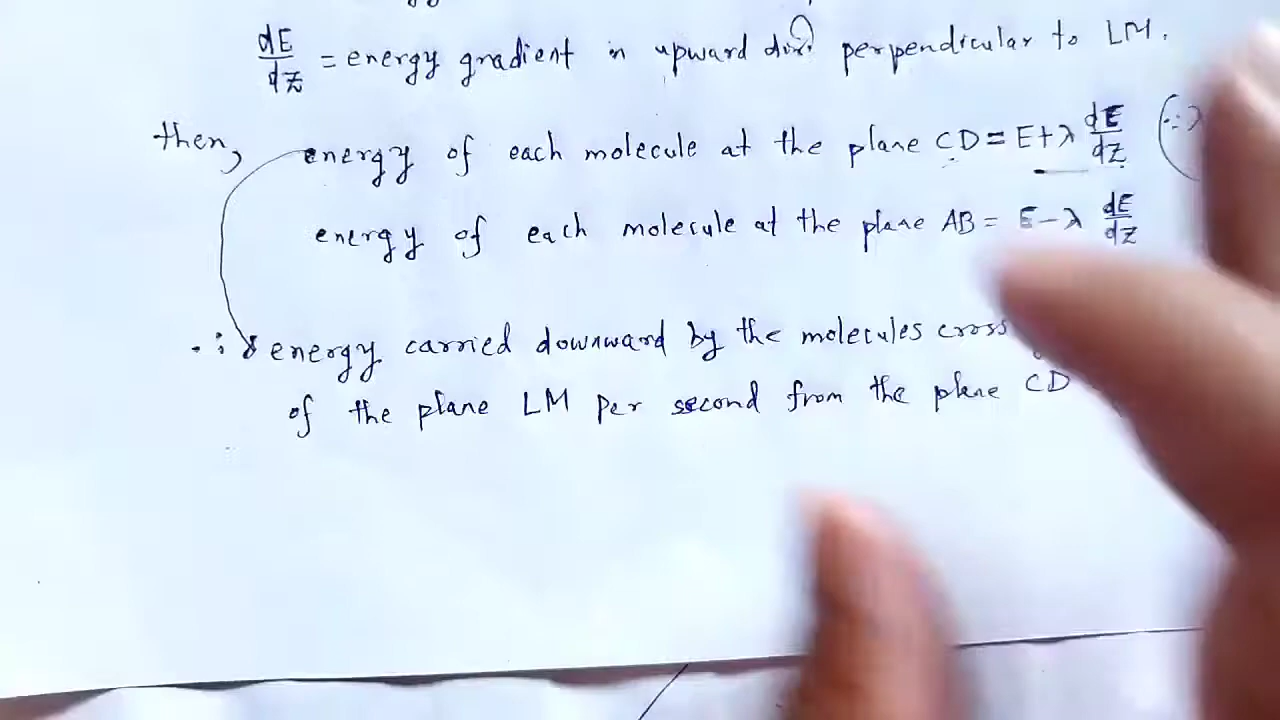 dE/dz = energy gradient in upward dirn perpendicular to LM.
then, energy of each molecule at the plane CD = E + λ dE/dz (∵ λ
energy of each molecule at the plane AB = E - λ dE/dz
∴ energy carried downward by the molecules cross
of the plane LM per second from the plane CD